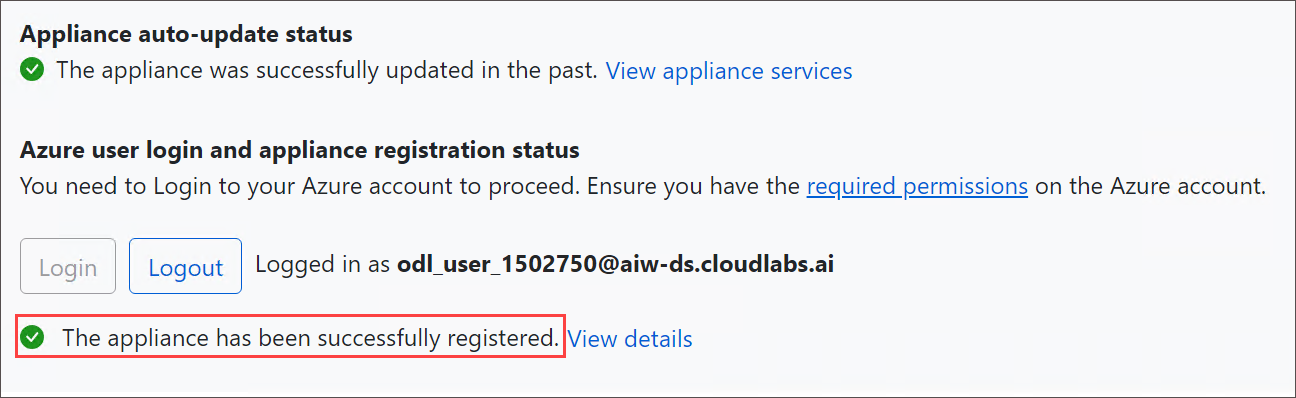 Appliance auto-update status
The appliance was successfully updated in the past. View appliance services
Azure user login and appliance registration status
You need to Login to your Azure account to proceed. Ensure you have the required permissions on the Azure account.
Login Logout Logged in as odl_user_1502750@aiw-ds.cloudlabs.ai
The appliance has been successfully registered. View details